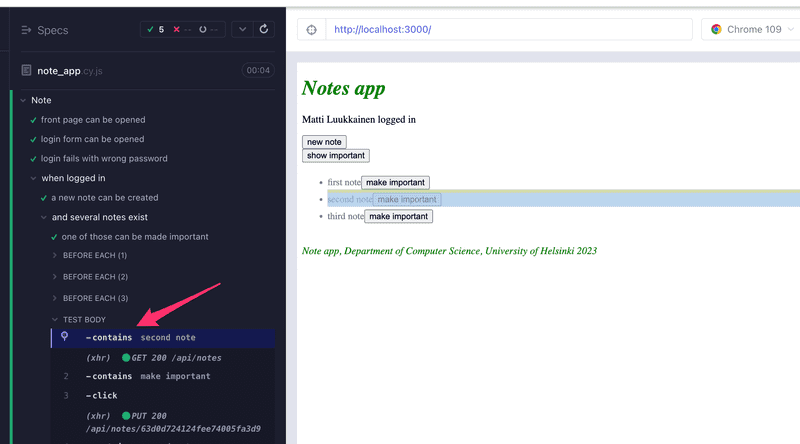 Specs
5 -- --
note_app.cy.js
00:04
Note
front page can be opened
login form can be opened
login fails with wrong password
when logged in
a new note can be created
and several notes exist
one of those can be made important
BEFORE EACH (1)
BEFORE EACH (2)
BEFORE EACH (3)
TEST BODY
-contains second note
(xhr) GET 200 /api/notes
2 -contains make important
3 -click
(xhr) PUT 200
/api/notes/63d0d724124fee74005fa3d9
http://localhost:3000/
Chrome 109
Notes app
Matti Luukkainen logged in
new note
show important
first note make important
second note make important
third note make important
Note app, Department of Computer Science, University of Helsinki 2023